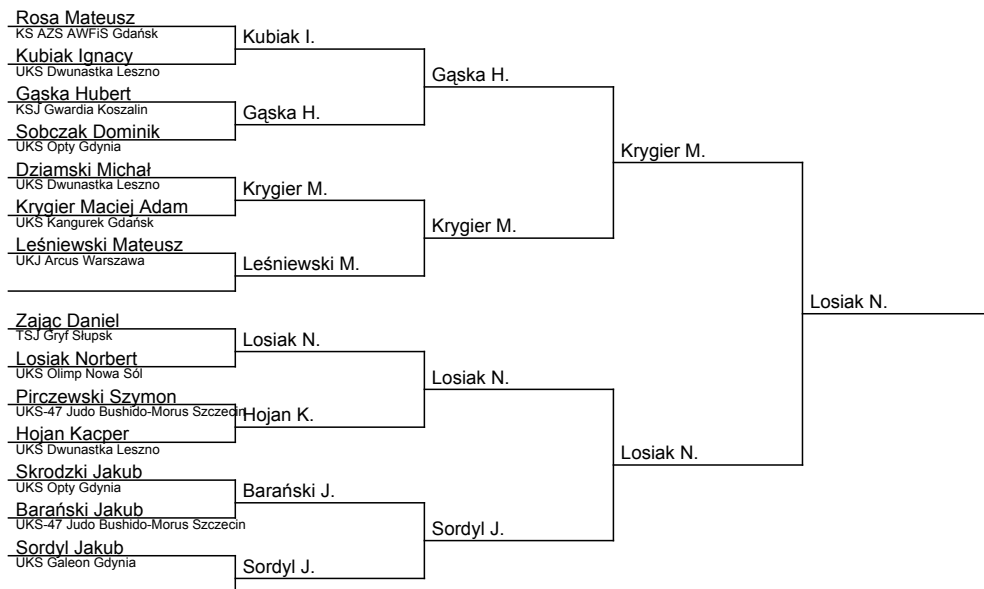 Rosa Mateusz
KS AZS AWFiS Gdańsk
Kubiak Ignacy
UKS Dwunastka Leszno
Gąska Hubert
KSJ Gwardia Koszalin
Sobczak Dominik
UKS Opty Gdynia
Dziamski Michał
UKS Dwunastka Leszno
Krygier Maciej Adam
UKS Kangurek Gdańsk
Leśniewski Mateusz
UKJ Arcus Warszawa
Zając Daniel
TSJ Gryf Słupsk
Losiak Norbert
UKS Olimp Nowa Sól
Pirczewski Szymon
UKS-47 Judo Bushido-Morus Szczecin
Hojan Kacper
UKS Dwunastka Leszno
Skrodzki Jakub
UKS Opty Gdynia
Barański Jakub
UKS-47 Judo Bushido-Morus Szczecin
Sordyl Jakub
UKS Galeon Gdynia
Kubiak I.
Gąska H.
Krygier M.
Leśniewski M.
Losiak N.
Hojan K.
Barański J.
Sordyl J.
Gąska H.
Krygier M.
Losiak N.
Sordyl J.
Krygier M.
Losiak N.
Losiak N.